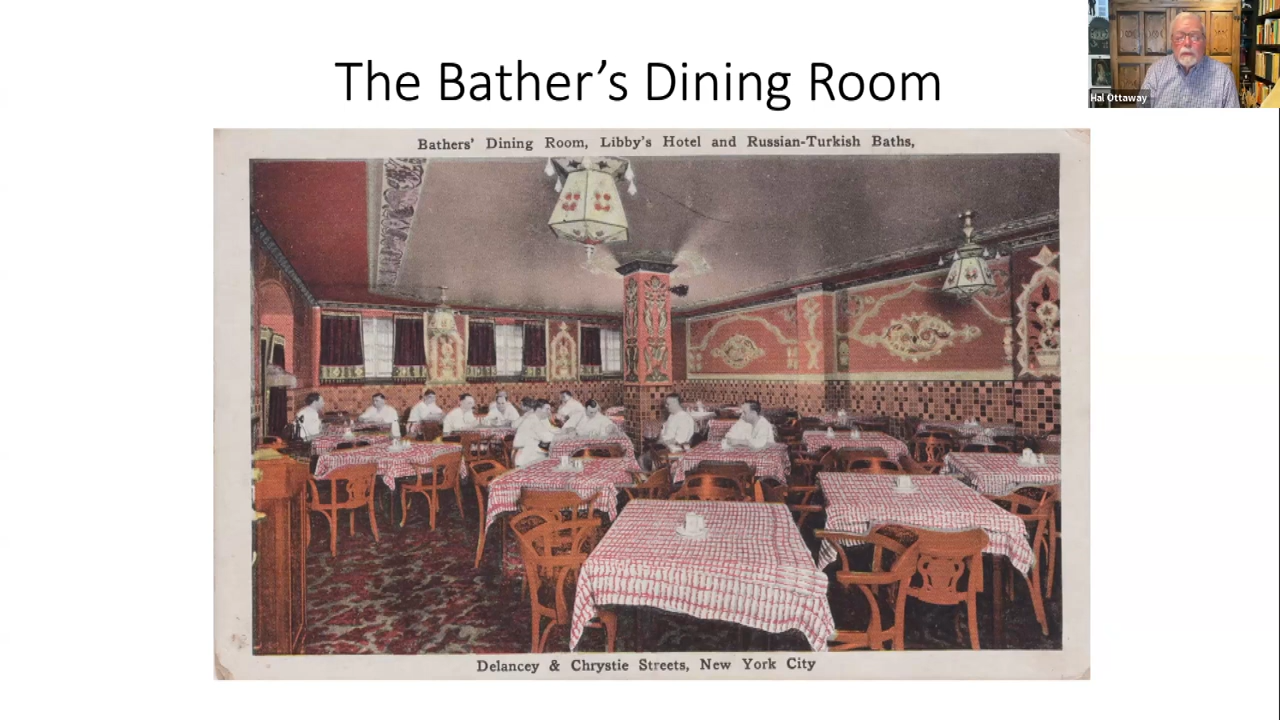 The Bather’s Dining Room
Hal Ottaway
Bathers' Dining Room, Libby's Hotel and Russian-Turkish Baths,
Delancey & Chrystie Streets, New York City